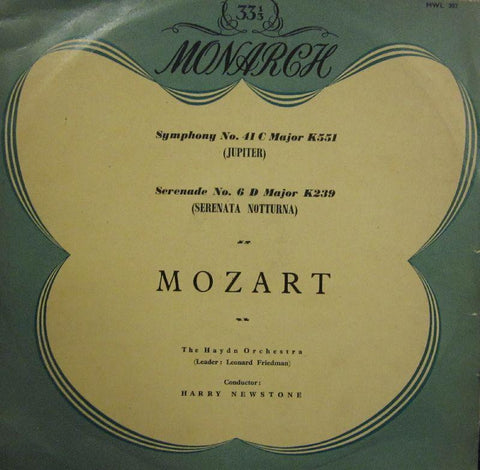 MWL 302
33⅓
MONARCH
Symphony No. 41 C Major K551
(JUPITER)
Serenade No. 6 D Major K239
(SERENATA NOTTURNA)
MOZART
The Haydn Orchestra
(Leader: Leonard Friedman)
Conductor:
HARRY NEWSTONE